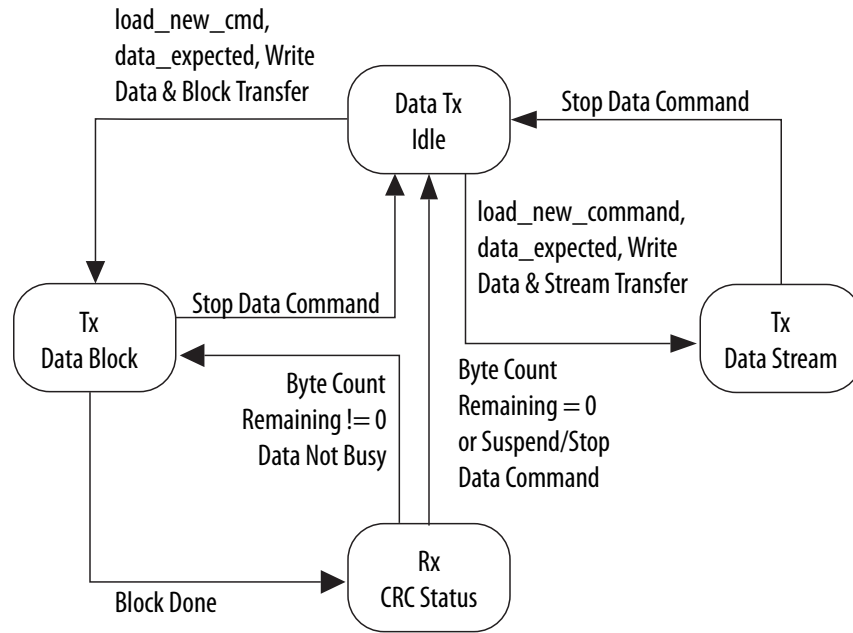 load_new_cmd,
data_expected, Write
Data & Block Transfer
Data Tx
Idle
Stop Data Command
load_new_command,
data_expected, Write
Data & Stream Transfer
Tx
Data Block
Stop Data Command
Tx
Data Stream
Byte Count
Remaining != 0
Data Not Busy
Byte Count
Remaining = 0
or Suspend/Stop
Data Command
Rx
CRC Status
Block Done